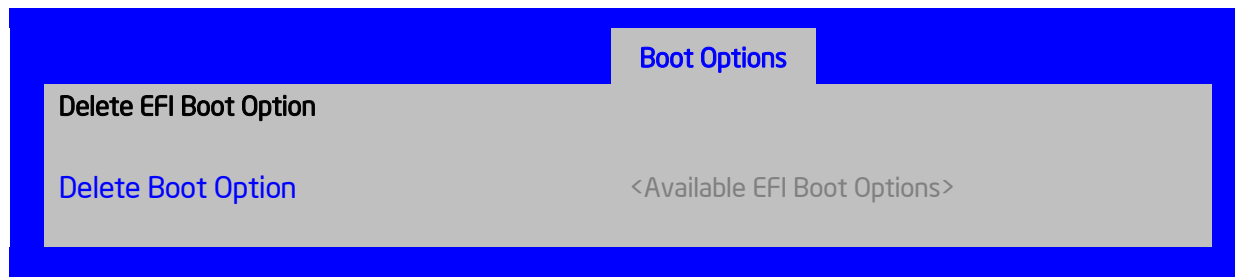 Boot Options
Delete EFI Boot Option
Delete Boot Option <Available EFI Boot Options>